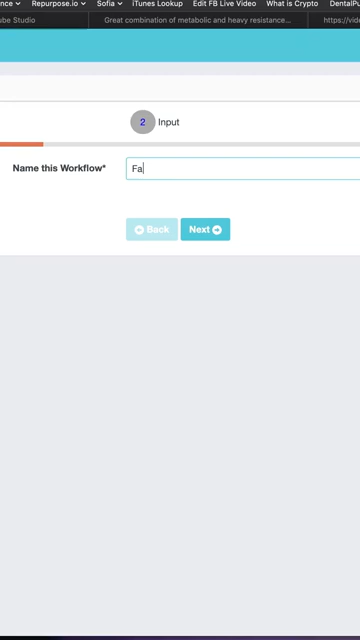 nce Repurpose.io Sofia iTunes Lookup Edit FB Live Video What is Crypto DentalPu
ube Studio Great combination of metabolic and heavy resistance... https://vide
2 Input
Name this Workflow* Fa
Back Next